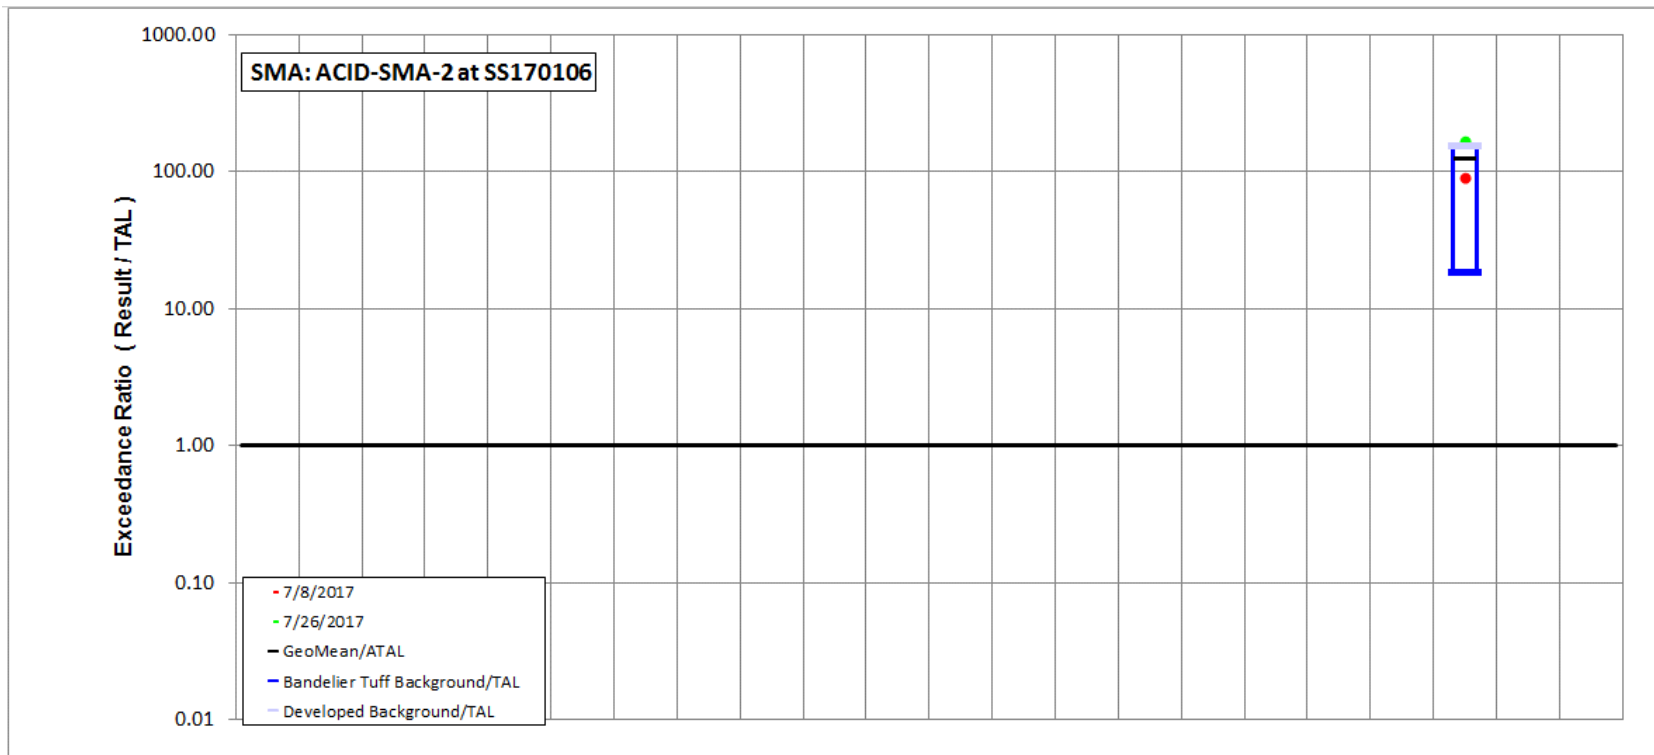 1000.00
SMA: ACID-SMA-2 at SS170106
100.00
10.00
1.00
0.10
0.01
Exceedance Ratio ( Result / TAL )
7/8/2017
7/26/2017
GeoMean/ATAL
Bandelier Tuff Background/TAL
Developed Background/TAL